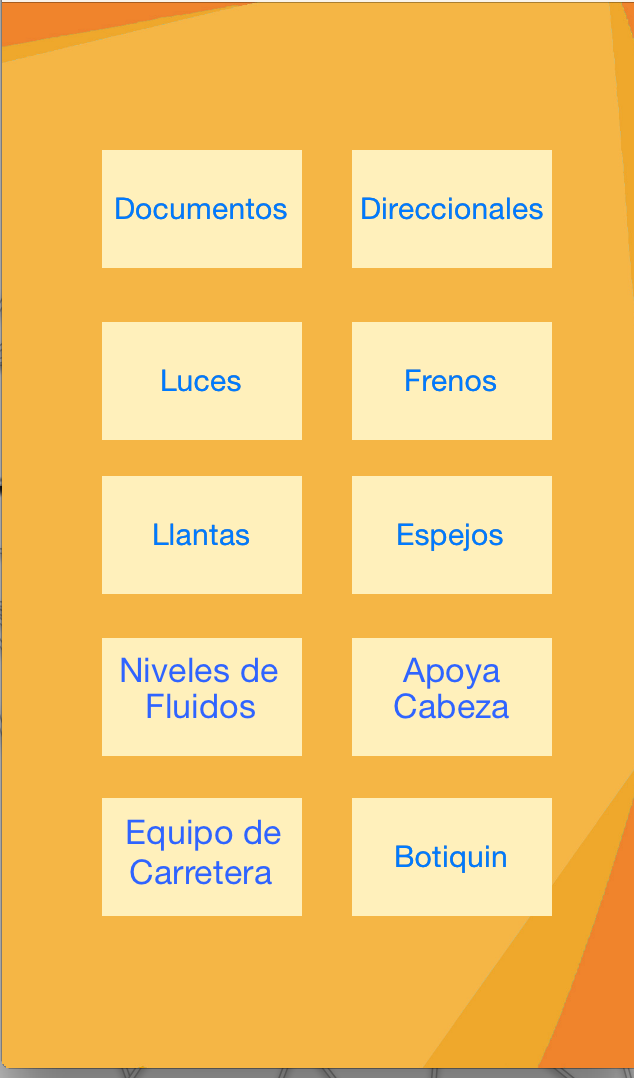 Documentos
Direccionales
Luces
Frenos
Llantas
Espejos
Niveles de
Fluidos
Apoya
Cabeza
Equipo de
Carretera
Botiquin